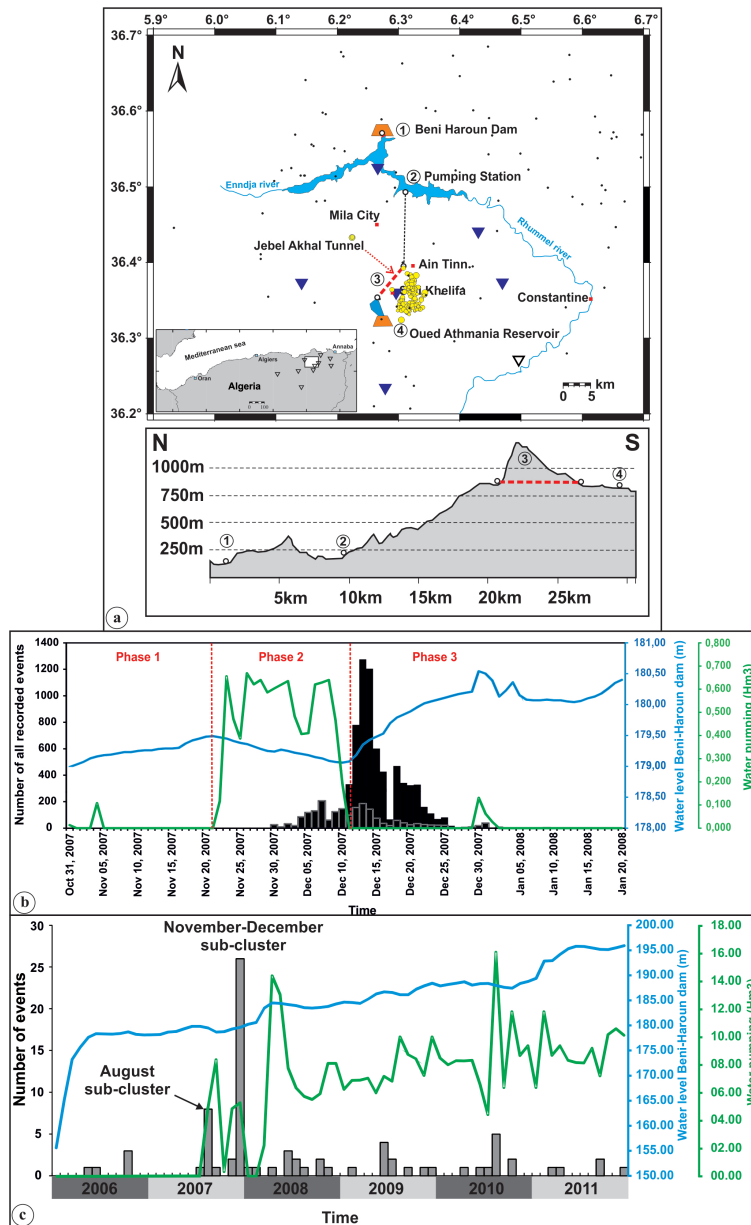 5.9° 6.0° 6.1° 6.2° 6.3° 6.4° 6.5° 6.6° 6.7°
36.7°
N
36.6°
1 Beni Haroun Dam
36.5°
Enndja river
2 Pumping Station
Mila City
Rhummel river
Jebel Akhal Tunnel
36.4°
Ain Tinn.
3
Khelifa
Constantine
36.3°
4 Oued Athmania Reservoir
Mediterranean sea
Annaba
Algiers
Oran
Algeria
0 100
0 5 km
36.2°
N S
1000m
750m
500m
250m
1 2 3 4
5km 10km 15km 20km 25km
a
Number of all recorded events
1400
1200
1000
800
600
400
200
0
Phase 1 Phase 2 Phase 3
181,00
180,50
180,00
179,50
179,00
178,50
178,00
Water level Beni-Haroun dam (m)
0,800
0,700
0,600
0,500
0,400
0,300
0,200
0,100
0,000
Water pumping (Hm3)
Oct 31, 2007
Nov 05, 2007
Nov 10, 2007
Nov 15, 2007
Nov 20, 2007
Nov 25, 2007
Nov 30, 2007
Dec 05, 2007
Dec 10, 2007
Dec 15, 2007
Dec 20, 2007
Dec 25, 2007
Dec 30, 2007
Jan 05, 2008
Jan 10, 2008
Jan 15, 2008
Jan 20, 2008
Time
b
November-December
sub-cluster
August
sub-cluster
Number of events
30
25
20
15
10
5
0
200.00
195.00
190.00
185.00
180.00
175.00
170.00
165.00
160.00
155.00
150.00
Water level Beni-Haroun dam (m)
18.00
16.00
14.00
12.00
10.00
08.00
06.00
04.00
02.00
00.00
Water pumping (Hm3)
2006 2007 2008 2009 2010 2011
Time
c